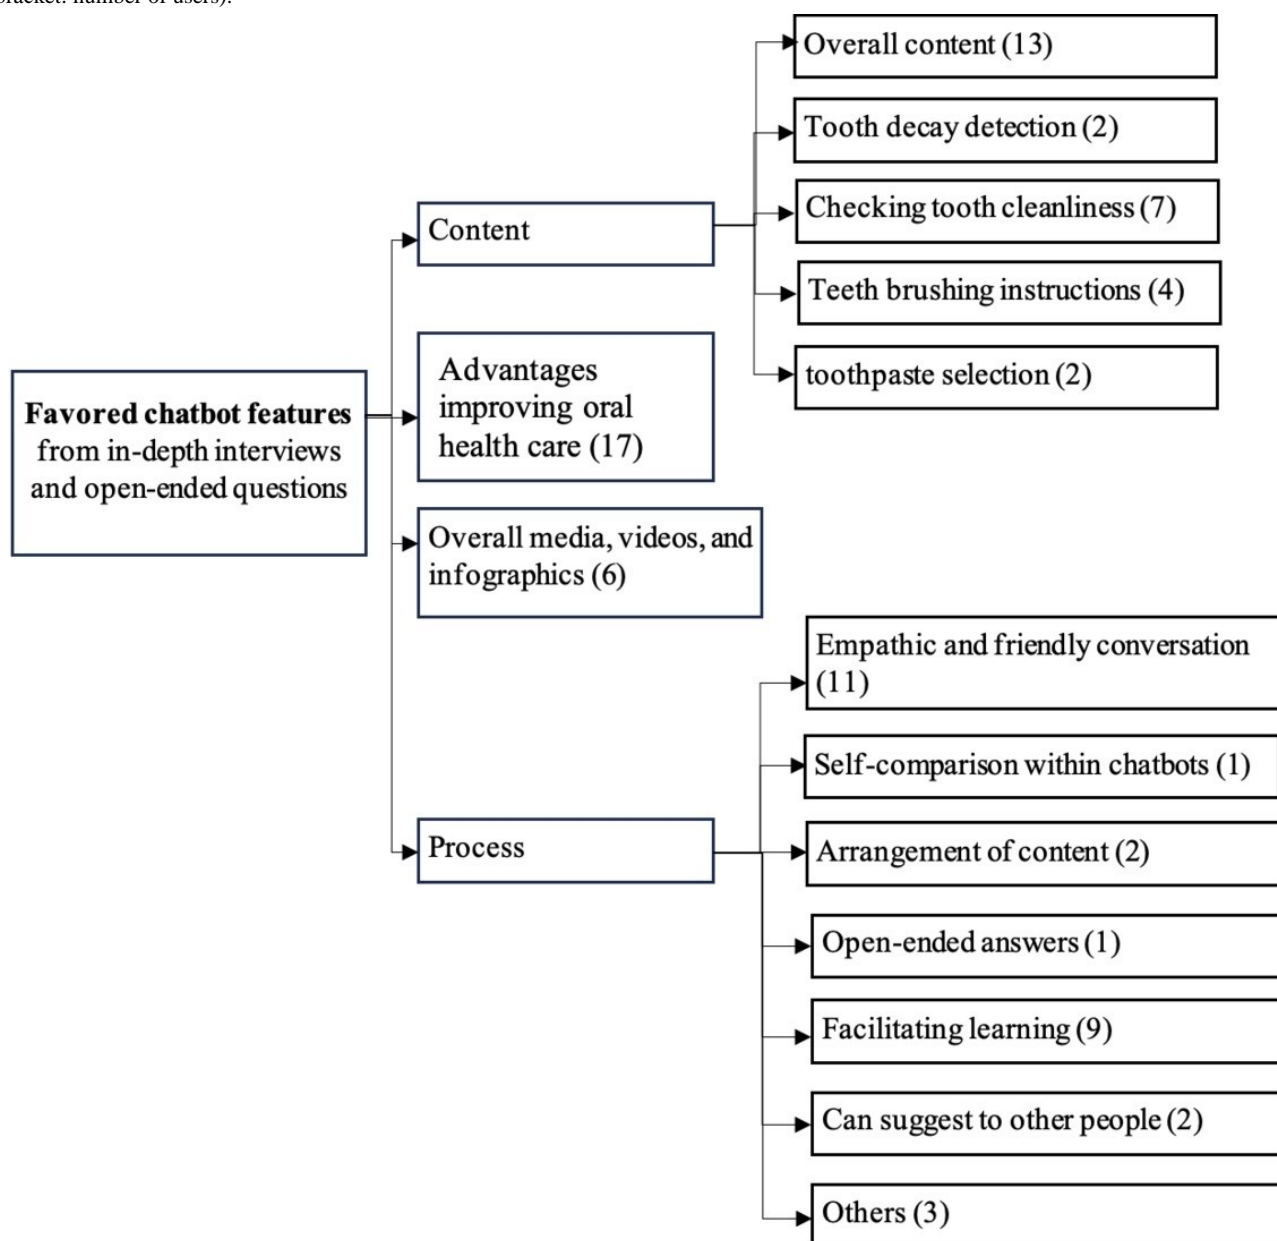 number of users).
Overall content (13)
Tooth decay detection (2)
Checking tooth cleanliness (7)
Content
Teeth brushing instructions (4)
toothpaste selection (2)
Advantages
improving oral
health care (17)
Favored chatbot features
from in-depth interviews
and open-ended questions
Overall media, videos, and
infographics (6)
Empathic and friendly conversation
(11)
Self-comparison within chatbots (1)
Process
Arrangement of content (2)
Open-ended answers (1)
Facilitating learning (9)
Can suggest to other people (2)
Others (3)